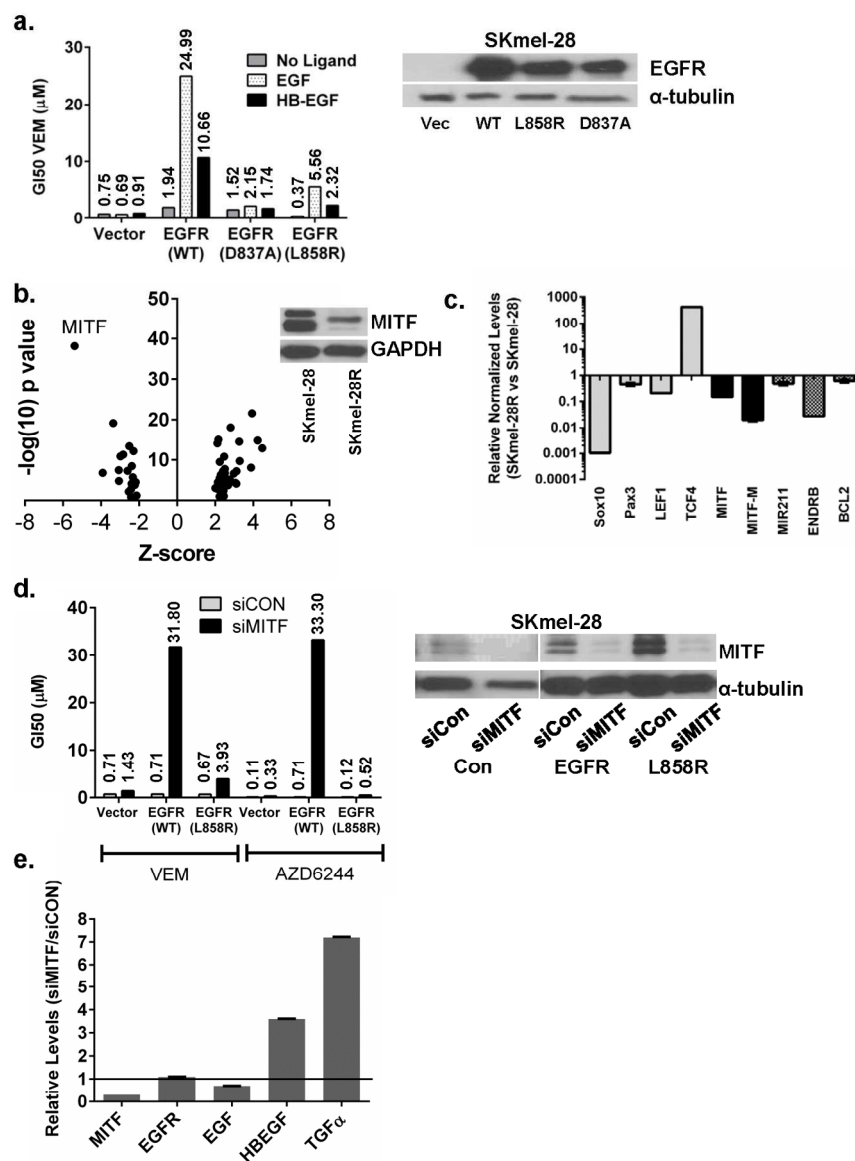 a.
GI50 VEM (µM)
30
20
10
0
No Ligand
EGF
HB-EGF
0.75
0.69
0.91
1.94
24.99
10.66
1.52
2.15
1.74
0.37
5.56
2.32
Vector EGFR EGFR EGFR
(WT) (D837A) (L858R)
SKmel-28
EGFR
α-tubulin
Vec WT L858R D837A
b.
-log(10) p value
50
40
30
20
10
0
MITF
-8 -6 -4 -2 0 2 4 6 8
Z-score
MITF
GAPDH
SKmel-28
SKmel-28R
c.
Relative Normalized Levels
(SKmel-28R vs SKmel-28)
1000
100
10
1
0.1
0.01
0.001
0.0001
Sox10
Pax3
LEF1
TCF4
MITF
MITF-M
MIR211
ENDRB
BCL2
d.
GI50 (µM)
40
30
20
10
0
siCON
siMITF
0.71
1.43
0.71
31.80
0.67
3.93
0.11
0.33
0.71
33.30
0.12
0.52
Vector EGFR EGFR Vector EGFR EGFR
(WT) (L858R) (WT) (L858R)
VEM AZD6244
SKmel-28
MITF
α-tubulin
siCon siMITF siCon siMITF siCon siMITF
Con EGFR L858R
e.
Relative Levels (siMITF/siCON)
8
7
6
5
4
3
2
1
0
MITF
EGFR
EGF
HBEGF
TGFα